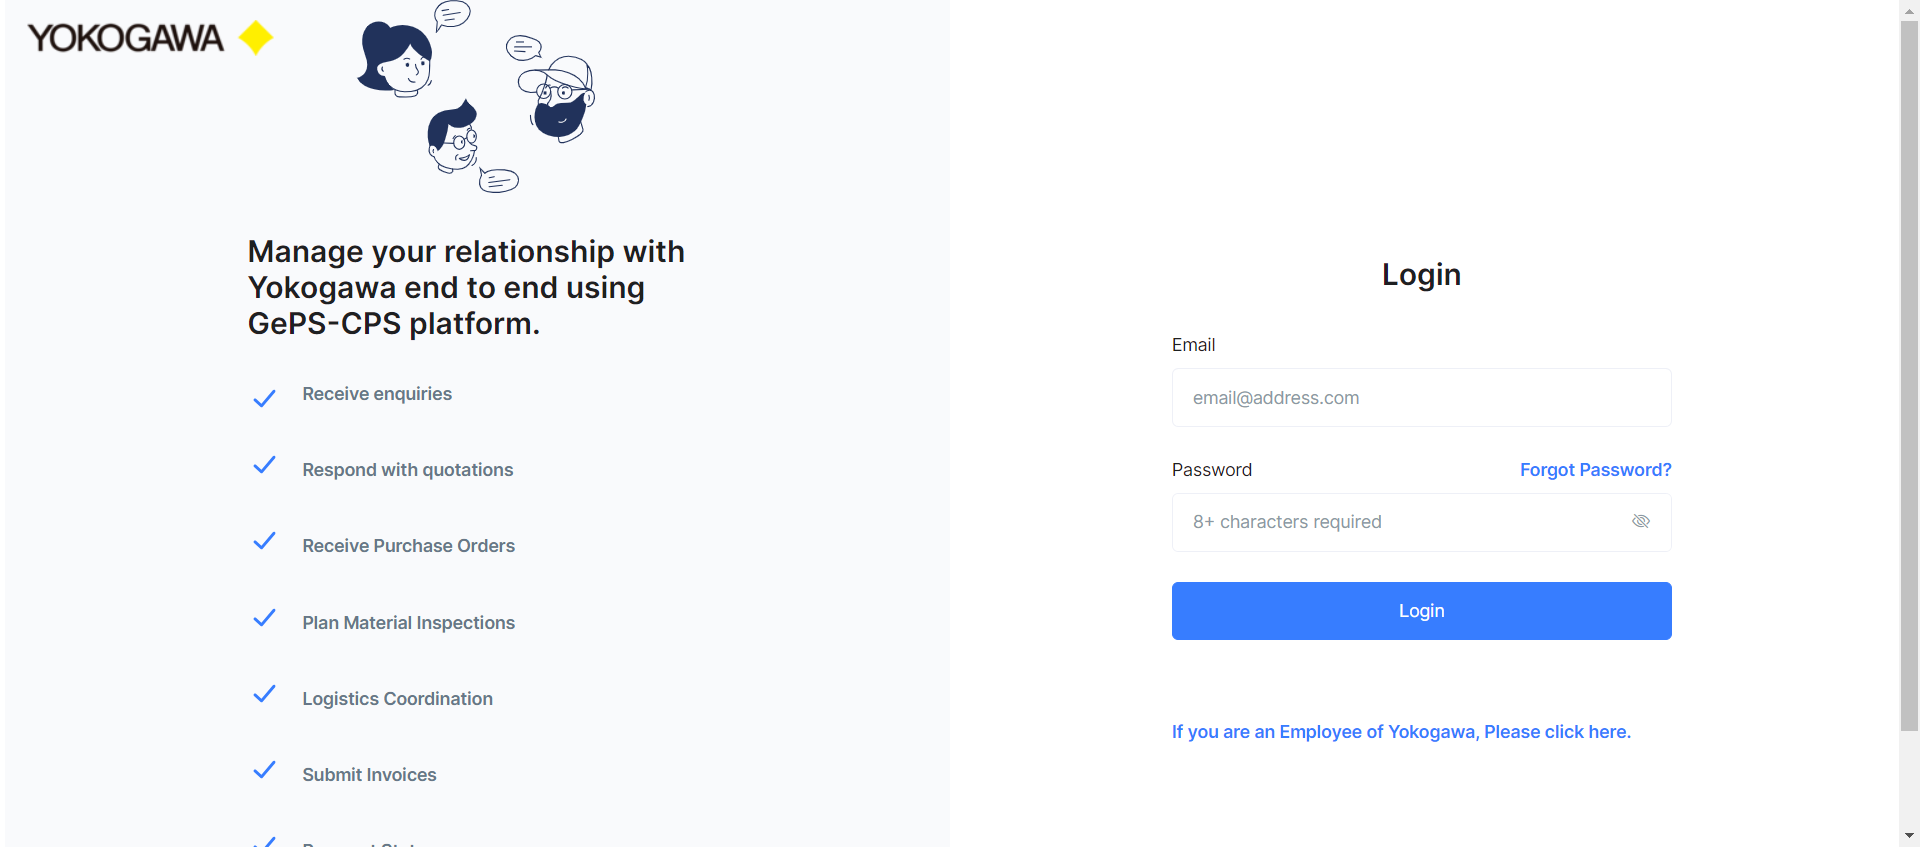 YOKOGAWA
Manage your relationship with
Yokogawa end to end using
GePS-CPS platform.
Receive enquiries
Respond with quotations
Receive Purchase Orders
Plan Material Inspections
Logistics Coordination
Submit Invoices
Login
Email
email@address.com
Password
Forgot Password?
8+ characters required
Login
If you are an Employee of Yokogawa, Please click here.